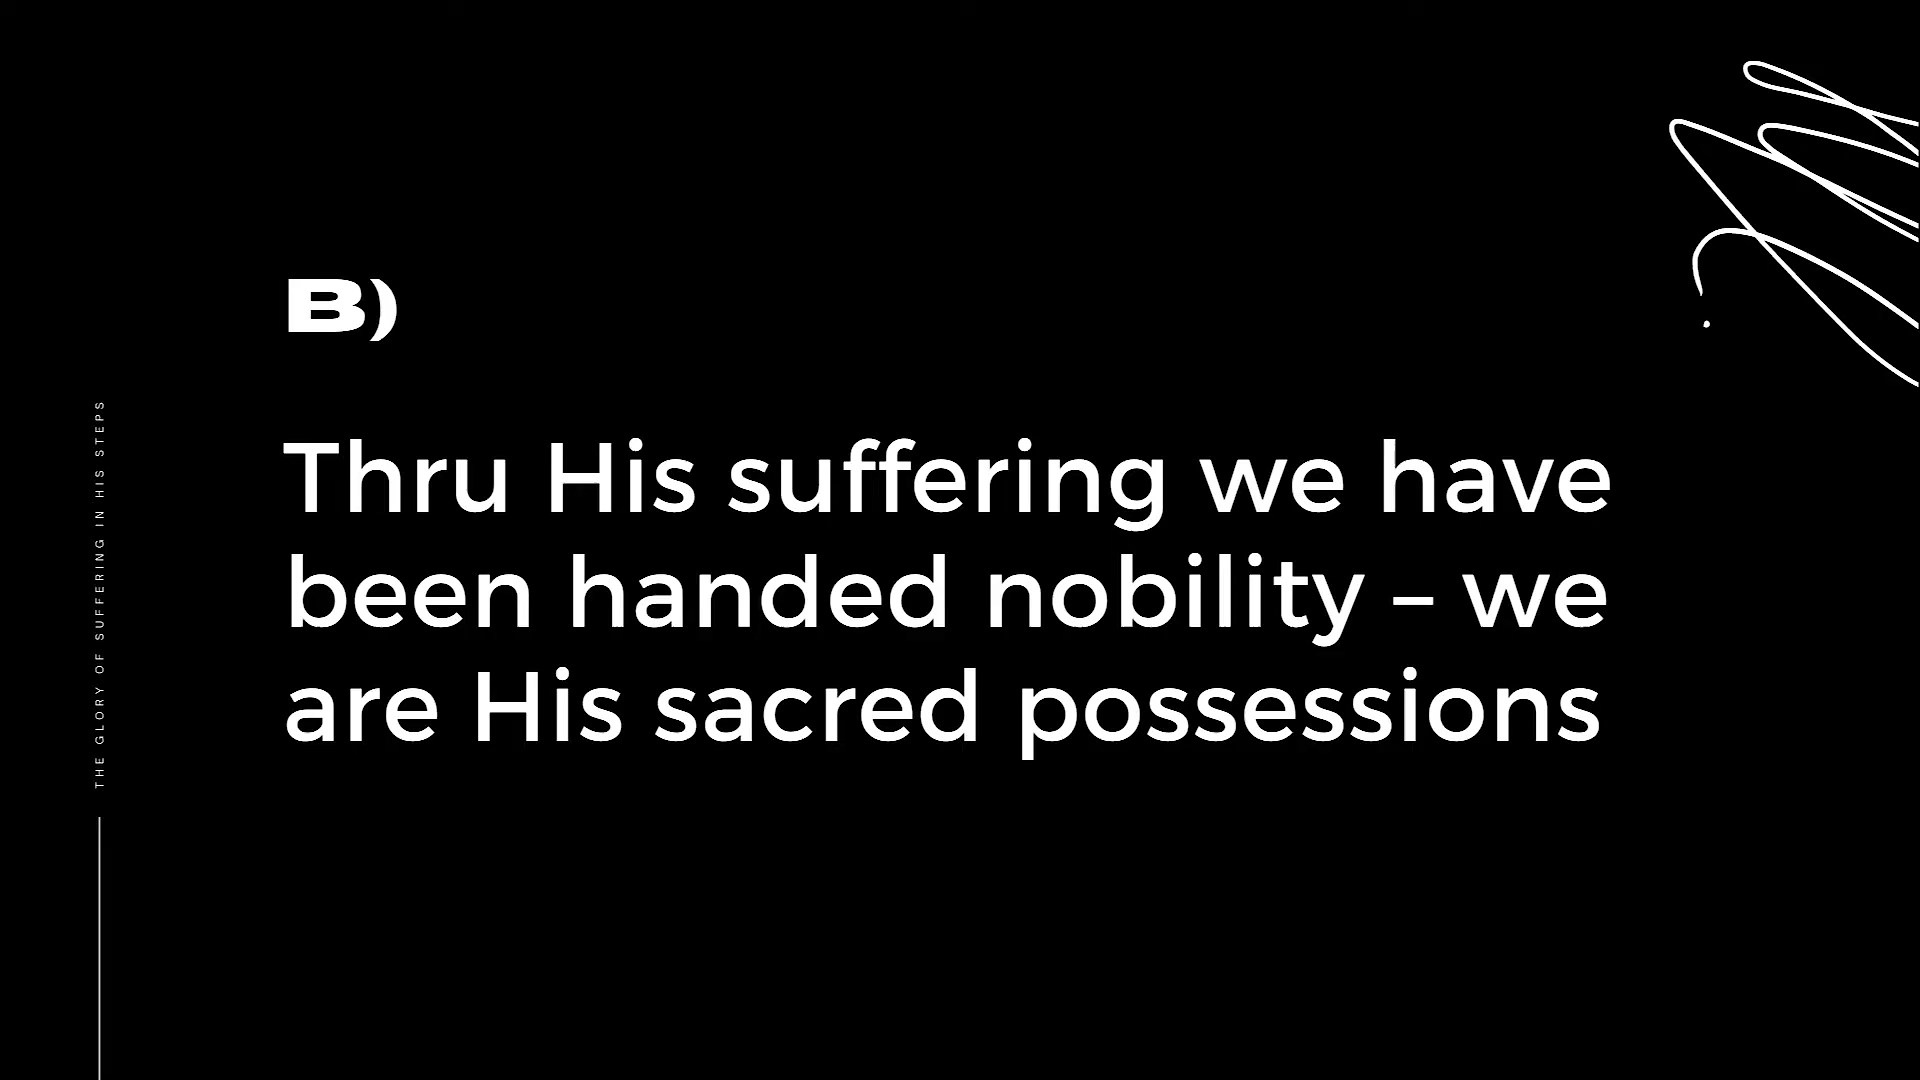 B)
Thru His suffering we have
been handed nobility – we
are His sacred possessions
THE GLORY OF SUFFERING IN HIS STEPS